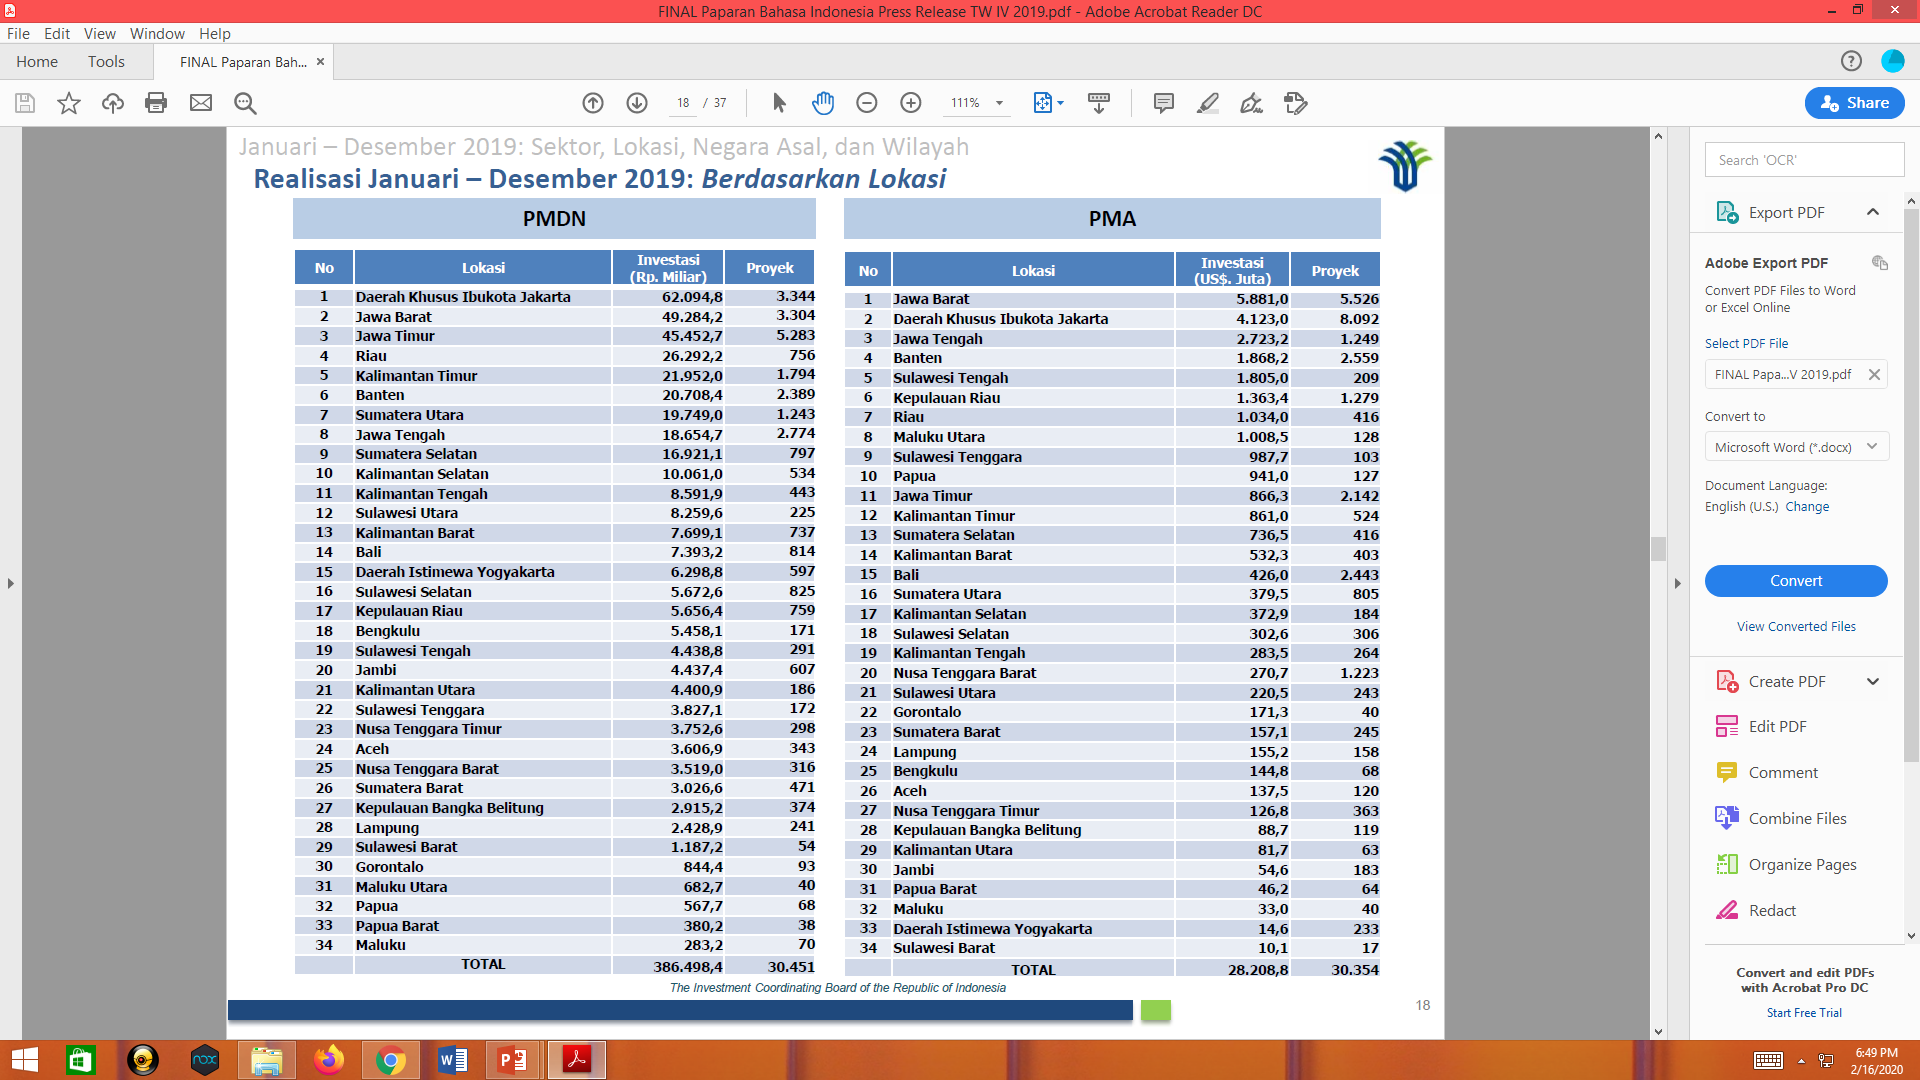 FINAL Paparan Bahasa Indonesia Press Release TW IV 2019.pdf - Adobe Acrobat Reader DC
File Edit View Window Help
Home Tools FINAL Paparan Bah... ×
18 / 37 111% Share
Januari – Desember 2019: Sektor, Lokasi, Negara Asal, dan Wilayah
Realisasi Januari – Desember 2019: Berdasarkan Lokasi
PMDN
No Lokasi Investasi (Rp. Miliar) Proyek
1 Daerah Khusus Ibukota Jakarta 62.094,8 3.344
2 Jawa Barat 49.284,2 3.304
3 Jawa Timur 45.452,7 5.283
4 Riau 26.292,2 756
5 Kalimantan Timur 21.952,0 1.794
6 Banten 20.708,4 2.389
7 Sumatera Utara 19.749,0 1.243
8 Jawa Tengah 18.654,7 2.774
9 Sumatera Selatan 16.921,1 797
10 Kalimantan Selatan 10.061,0 534
11 Kalimantan Tengah 8.591,9 443
12 Sulawesi Utara 8.259,6 225
13 Kalimantan Barat 7.699,1 737
14 Bali 7.393,2 814
15 Daerah Istimewa Yogyakarta 6.298,8 597
16 Sulawesi Selatan 5.672,6 825
17 Kepulauan Riau 5.656,4 759
18 Bengkulu 5.458,1 171
19 Sulawesi Tengah 4.438,8 291
20 Jambi 4.437,4 607
21 Kalimantan Utara 4.400,9 186
22 Sulawesi Tenggara 3.827,1 172
23 Nusa Tenggara Timur 3.752,6 298
24 Aceh 3.606,9 343
25 Nusa Tenggara Barat 3.519,0 316
26 Sumatera Barat 3.026,6 471
27 Kepulauan Bangka Belitung 2.915,2 374
28 Lampung 2.428,9 241
29 Sulawesi Barat 1.187,2 54
30 Gorontalo 844,4 93
31 Maluku Utara 682,7 40
32 Papua 567,7 68
33 Papua Barat 380,2 38
34 Maluku 283,2 70
TOTAL 386.498,4 30.451
PMA
No Lokasi Investasi (US$. Juta) Proyek
1 Jawa Barat 5.881,0 5.526
2 Daerah Khusus Ibukota Jakarta 4.123,0 8.092
3 Jawa Tengah 2.723,2 1.249
4 Banten 1.868,2 2.559
5 Sulawesi Tengah 1.805,0 209
6 Kepulauan Riau 1.363,4 1.279
7 Riau 1.034,0 416
8 Maluku Utara 1.008,5 128
9 Sulawesi Tenggara 987,7 103
10 Papua 941,0 127
11 Jawa Timur 866,3 2.142
12 Kalimantan Timur 861,0 524
13 Sumatera Selatan 736,5 416
14 Kalimantan Barat 532,3 403
15 Bali 426,0 2.443
16 Sumatera Utara 379,5 805
17 Kalimantan Selatan 372,9 184
18 Sulawesi Selatan 302,6 306
19 Kalimantan Tengah 283,5 264
20 Nusa Tenggara Barat 270,7 1.223
21 Sulawesi Utara 220,5 243
22 Gorontalo 171,3 40
23 Sumatera Barat 157,1 245
24 Lampung 155,2 158
25 Bengkulu 144,8 68
26 Aceh 137,5 120
27 Nusa Tenggara Timur 126,8 363
28 Kepulauan Bangka Belitung 88,7 119
29 Kalimantan Utara 81,7 63
30 Jambi 54,6 183
31 Papua Barat 46,2 64
32 Maluku 33,0 40
33 Daerah Istimewa Yogyakarta 14,6 233
34 Sulawesi Barat 10,1 17
TOTAL 28.208,8 30.354
The Investment Coordinating Board of the Republic of Indonesia
18
Search 'OCR'
Export PDF
Adobe Export PDF
Convert PDF Files to Word
or Excel Online
Select PDF File
FINAL Papa...V 2019.pdf
Convert to
Microsoft Word (*.docx)
Document Language:
English (U.S.) Change
Convert
View Converted Files
Create PDF
Edit PDF
Comment
Combine Files
Organize Pages
Redact
Convert and edit PDFs
with Acrobat Pro DC
Start Free Trial
nox
6:49 PM
2/16/2020